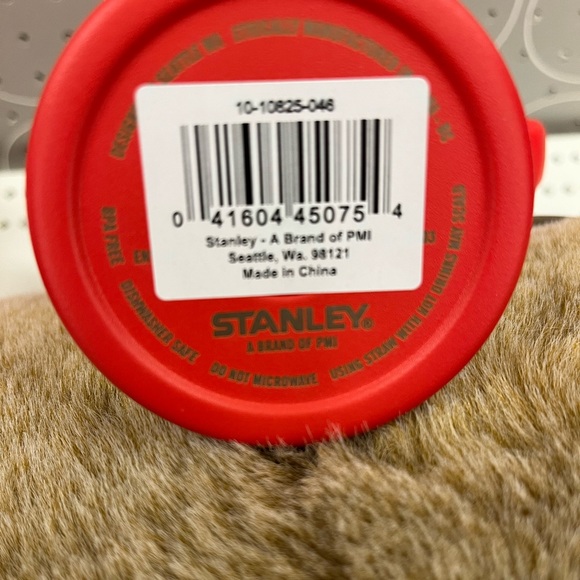 10-10825-046
0 41604 45075 4
Stanley - A Brand of PMI
Seattle, Wa. 98121
Made in China
BPA FREE
DISHWASHER SAFE
DO NOT MICROWAVE
USING STRAW WITH HOT DRINKS MAY SCALD
STANLEY®
A BRAND OF PMI